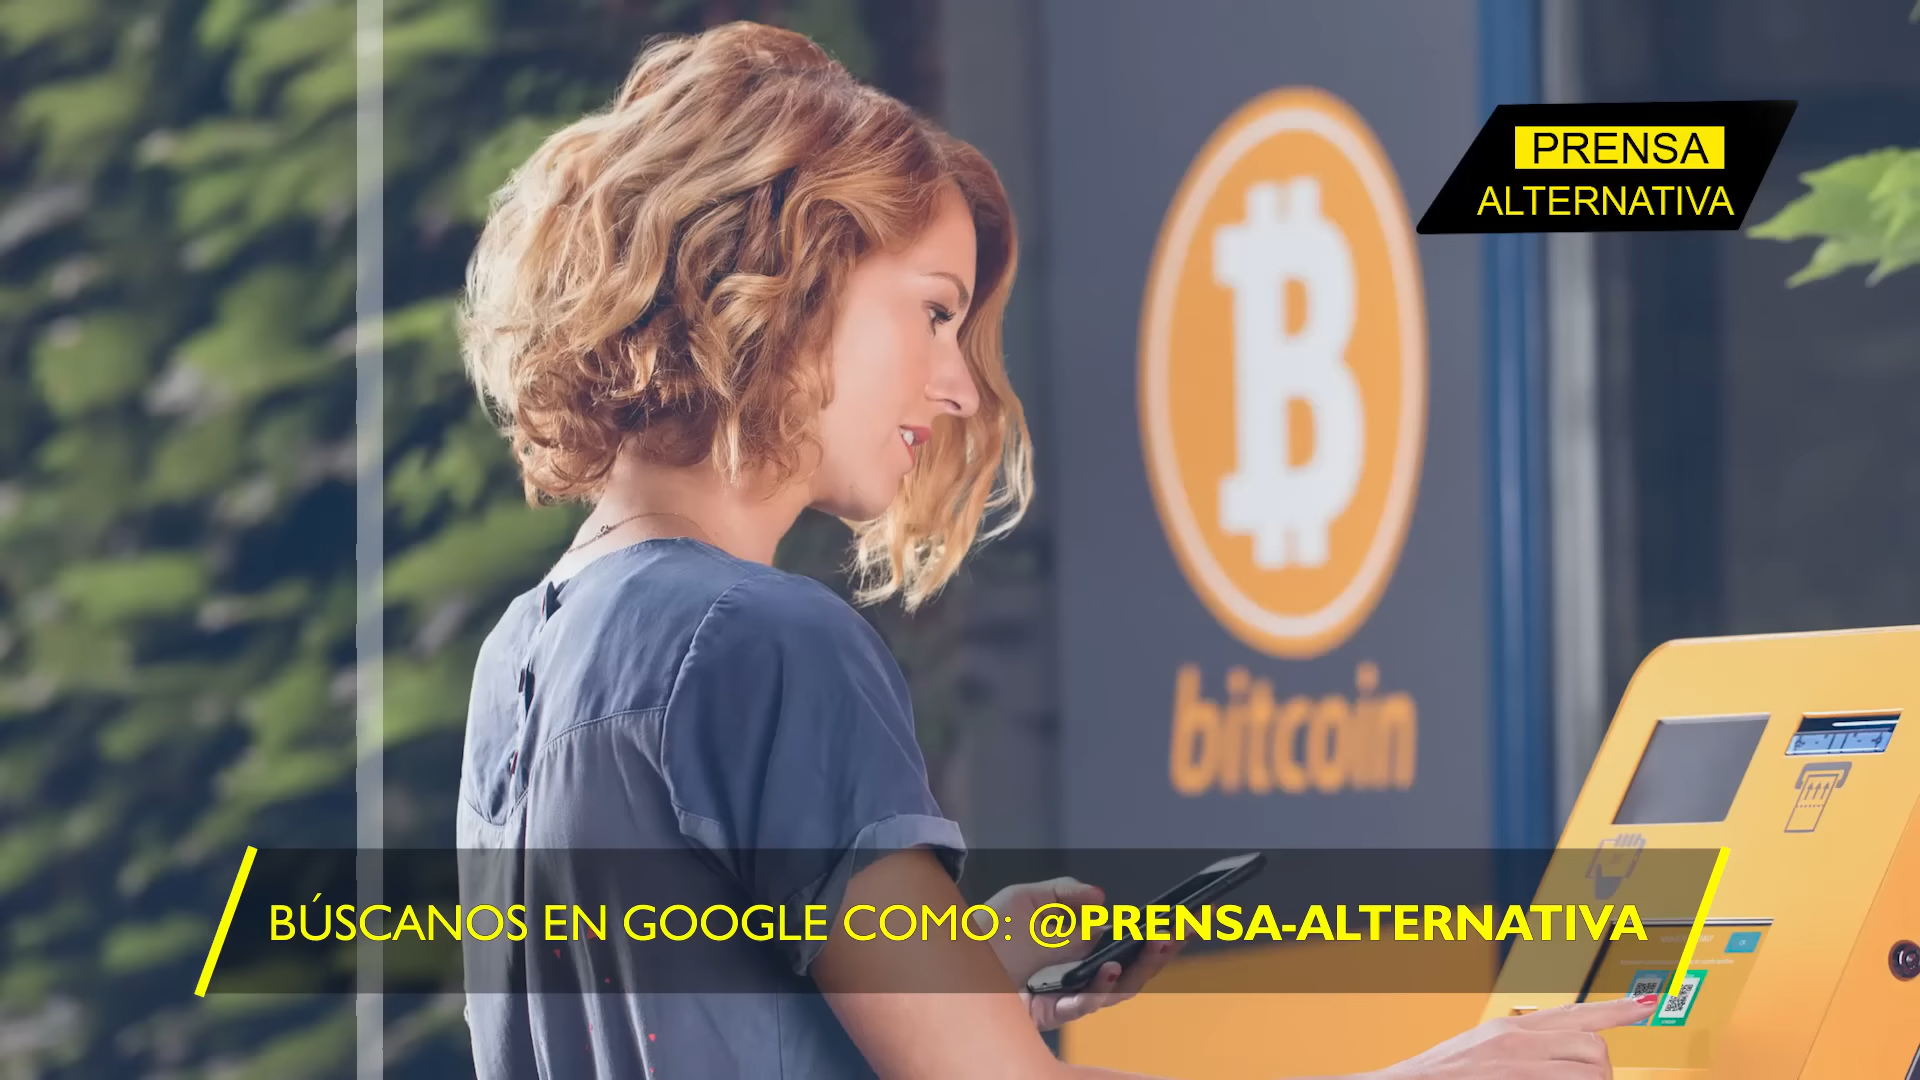 PRENSA
ALTERNATIVA
bitcoin
BÚSCANOS EN GOOGLE COMO: @PRENSA-ALTERNATIVA